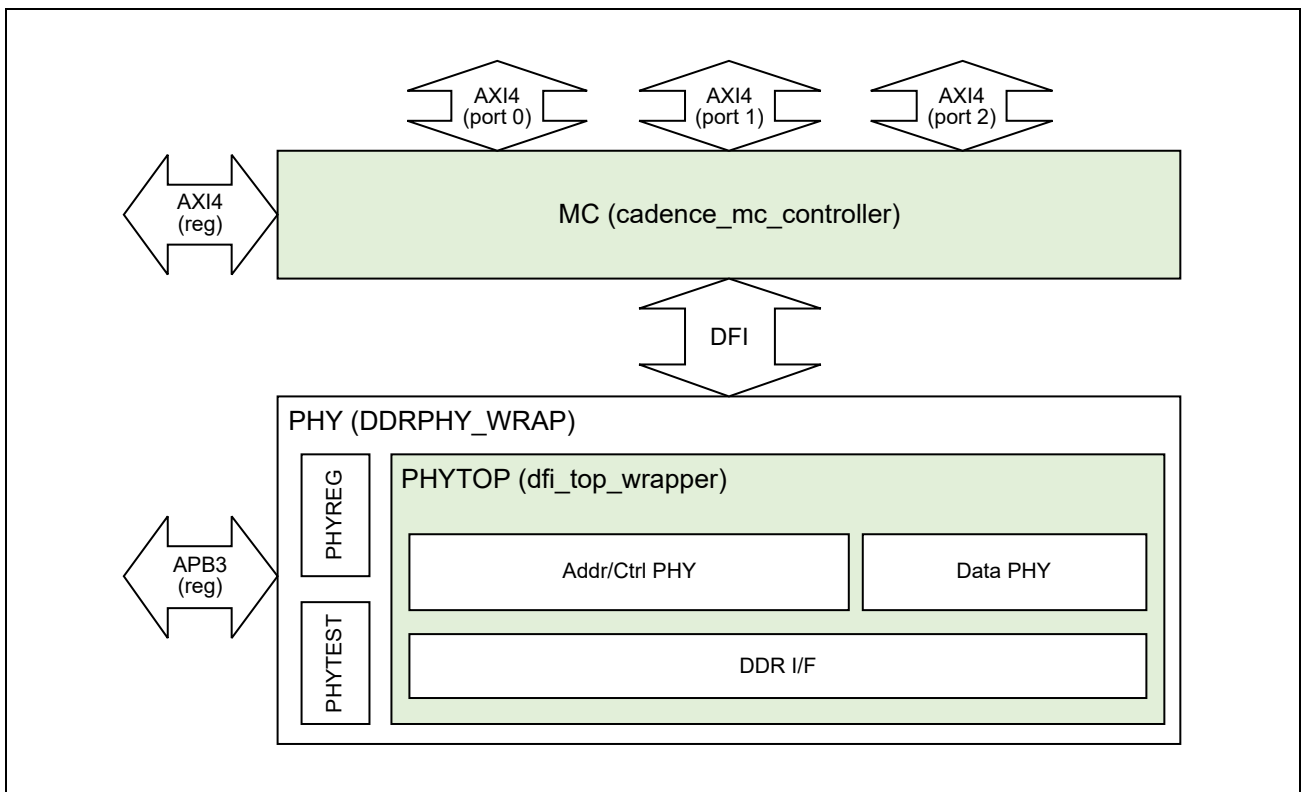 AXI4
(port 0)
AXI4
(port 1)
AXI4
(port 2)
AXI4
(reg)
MC (cadence_mc_controller)
DFI
PHY (DDRPHY_WRAP)
PHYREG
PHYTOP (dfi_top_wrapper)
Addr/Ctrl PHY
Data PHY
APB3
(reg)
PHYTEST
DDR I/F